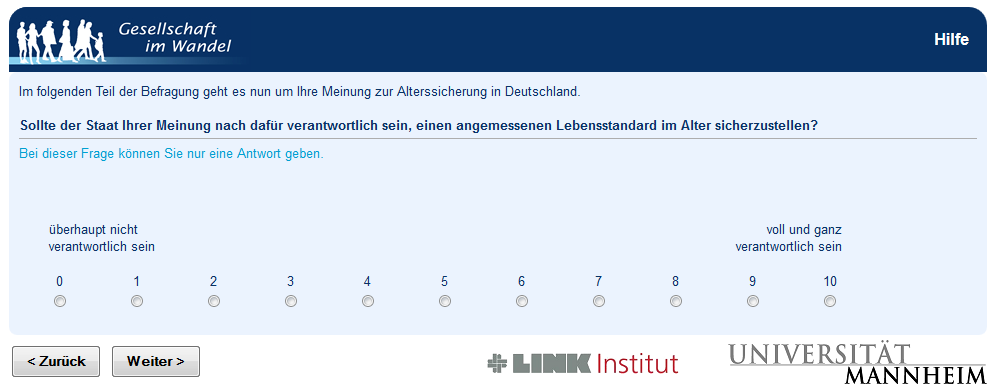 Gesellschaft
im Wandel
Hilfe
Im folgenden Teil der Befragung geht es nun um Ihre Meinung zur Alterssicherung in Deutschland.
Sollte der Staat Ihrer Meinung nach dafür verantwortlich sein, einen angemessenen Lebensstandard im Alter sicherzustellen?
Bei dieser Frage können Sie nur eine Antwort geben.
überhaupt nicht voll und ganz
verantwortlich sein verantwortlich sein
0 1 2 3 4 5 6 7 8 9 10
< Zurück Weiter > LINK Institut UNIVERSITÄT
MANNHEIM